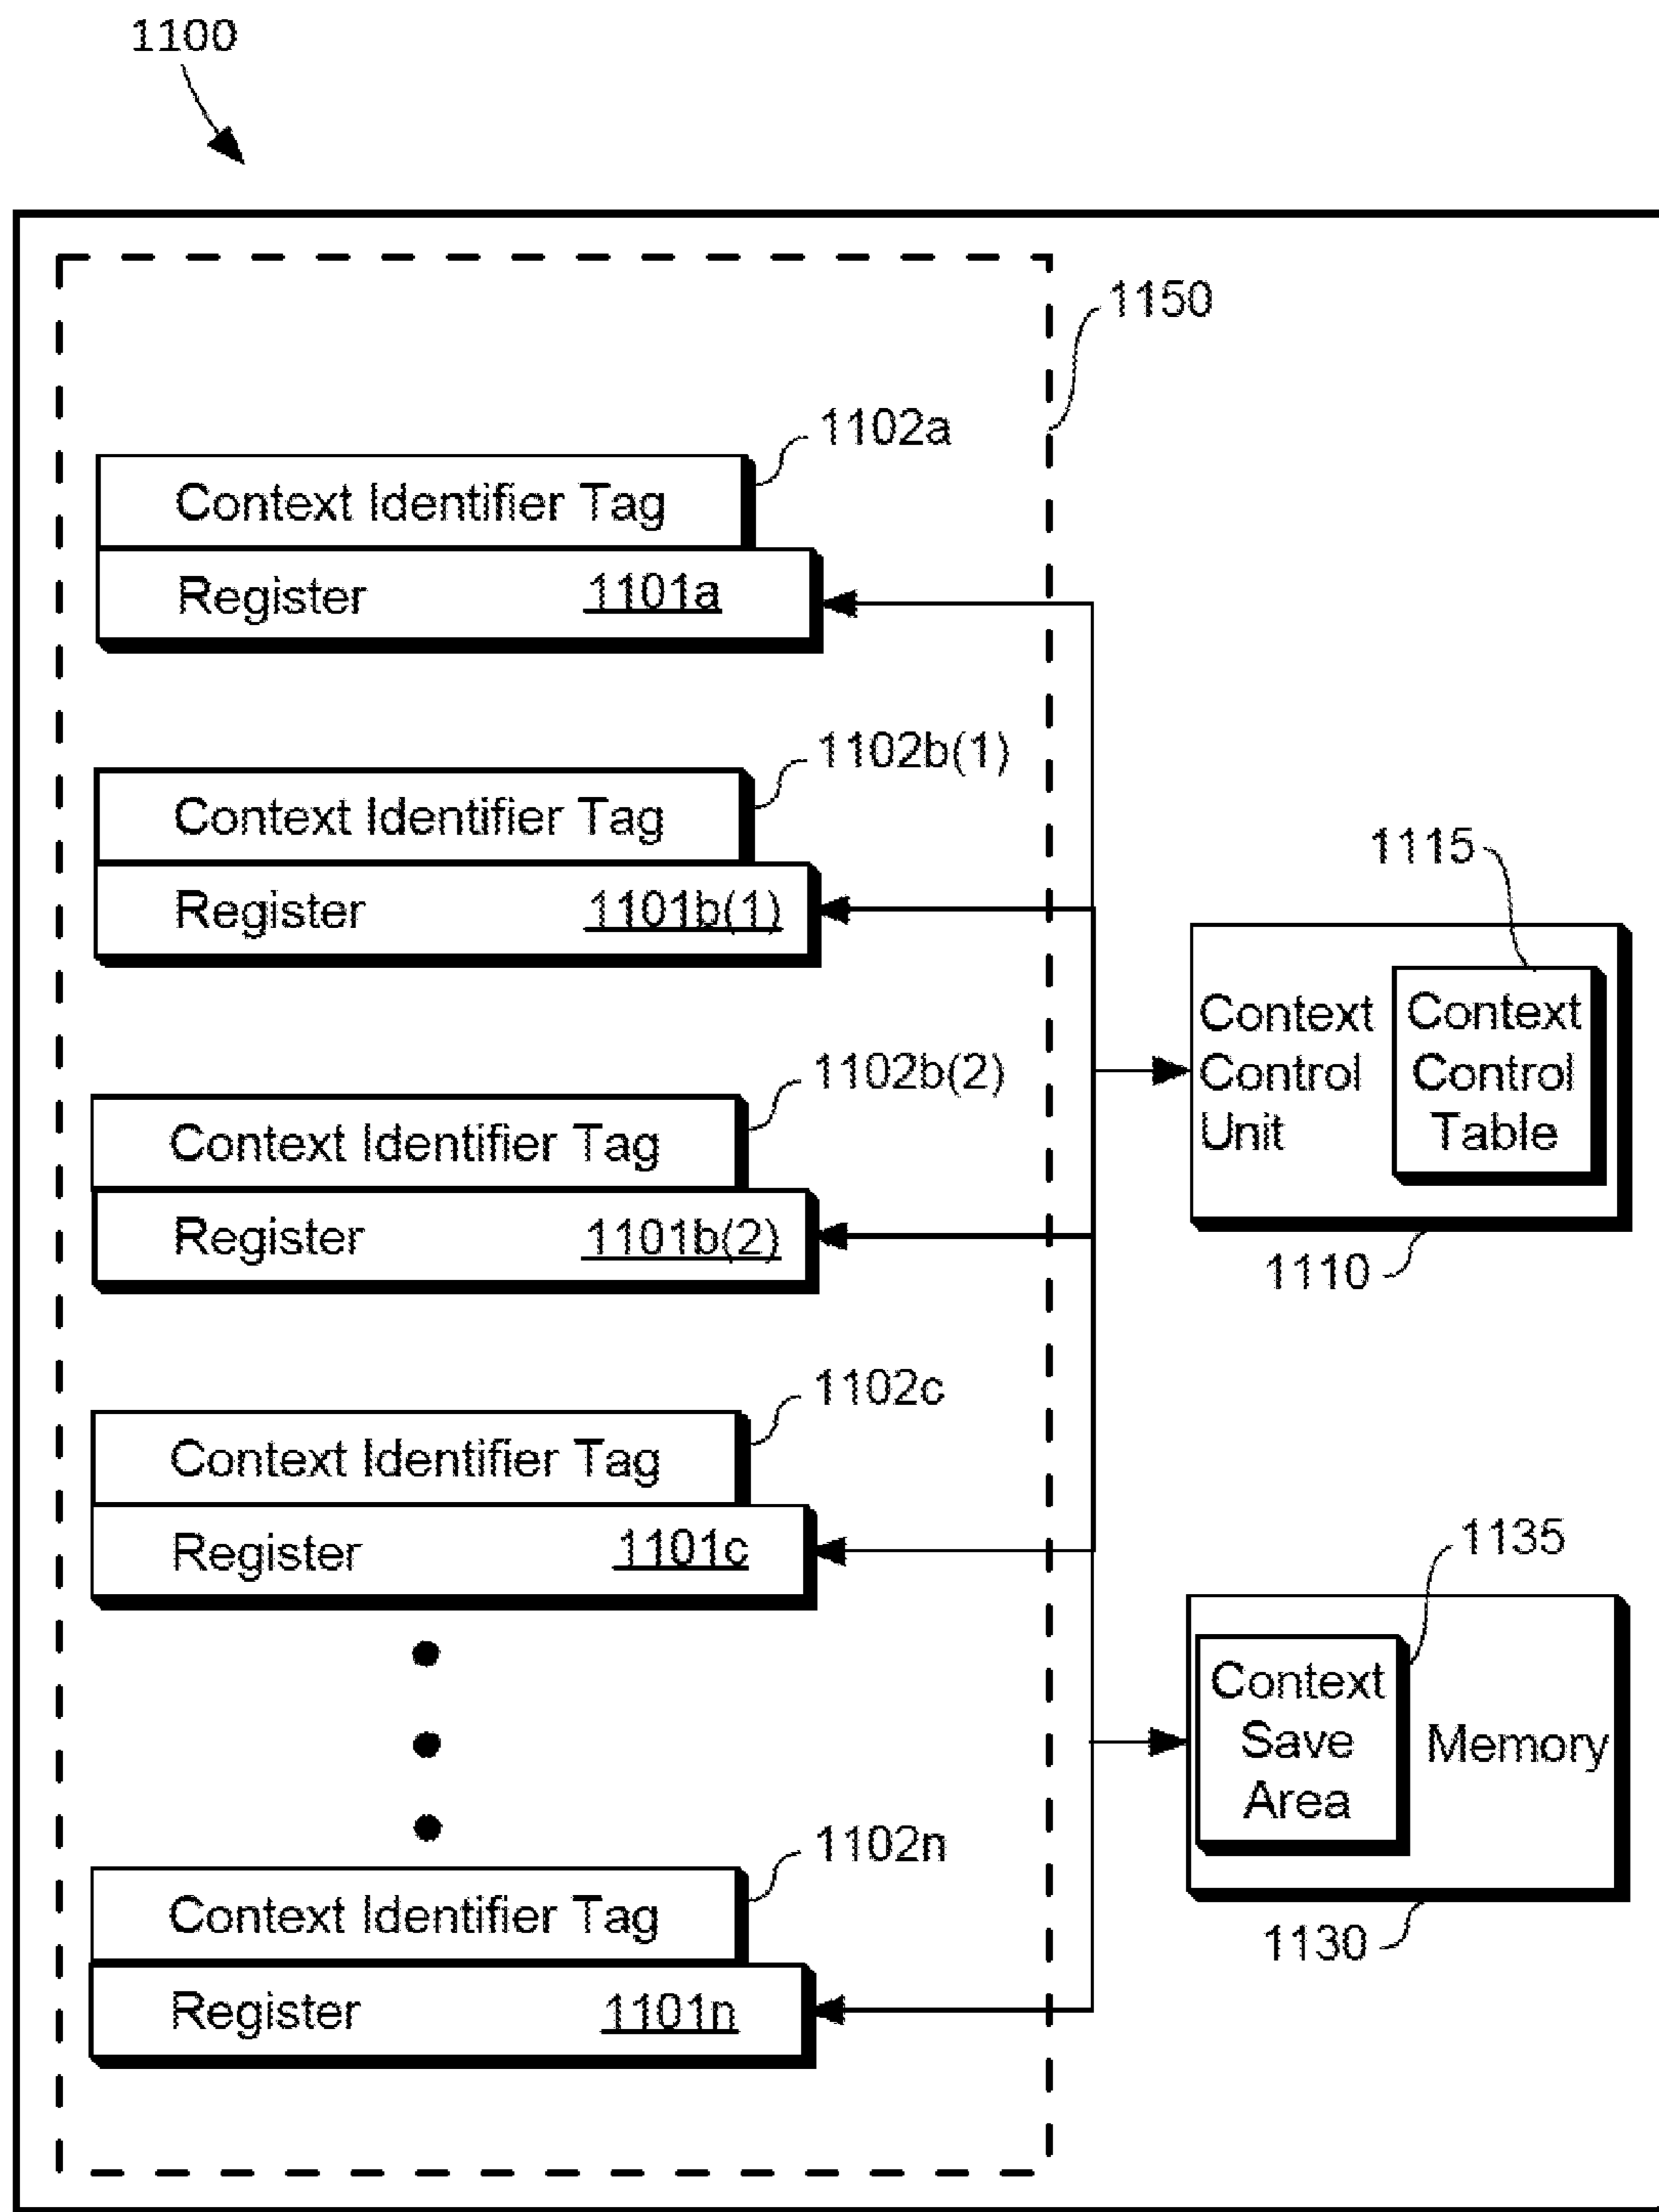 1100
1150
1102a
Context Identifier Tag
Register 1101a
1102b(1)
Context Identifier Tag
Register 1101b(1)
1102b(2)
Context Identifier Tag
Register 1101b(2)
1102c
Context Identifier Tag
Register 1101c
1102n
Context Identifier Tag
Register 1101n
1115
Context
Control
Unit
Context
Control
Table
1110
1135
Context
Save
Area
Memory
1130